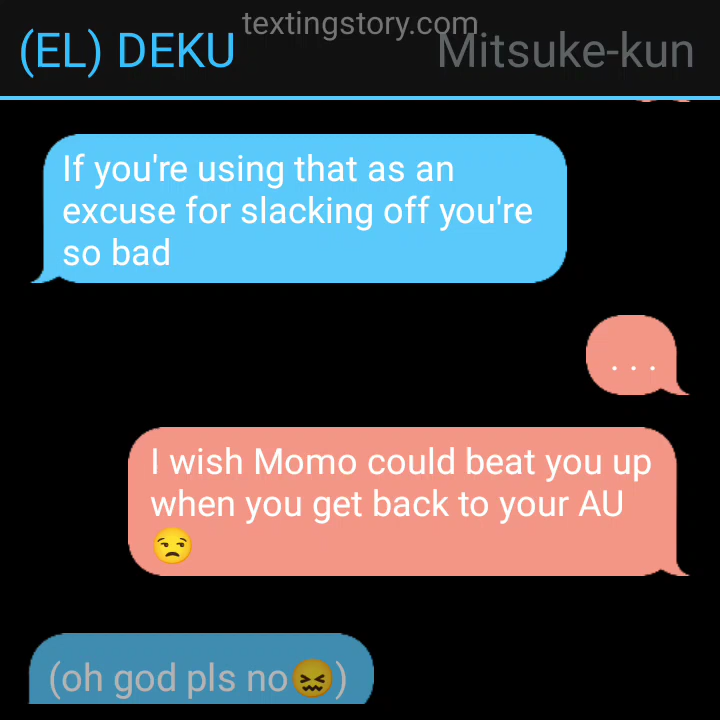 textingstory.com
(EL) DEKU
Mitsuke-kun
If you're using that as an
excuse for slacking off you're
so bad
...
I wish Momo could beat you up
when you get back to your AU
😒
(oh god pls no😖)